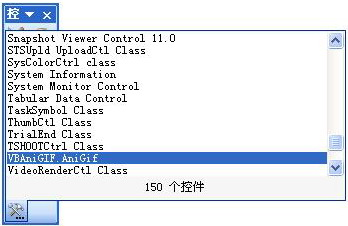 控
Snapshot Viewer Control 11.0
STSUpld UploadCtl Class
SysColorCtrl class
System Information
System Monitor Control
Tabular Data Control
TaskSymbol Class
ThumbCtl Class
TrialEnd Class
TSHOOTCtrl Class
VBAniGIF.AniGif
VideoRenderCtl Class
150 个控件